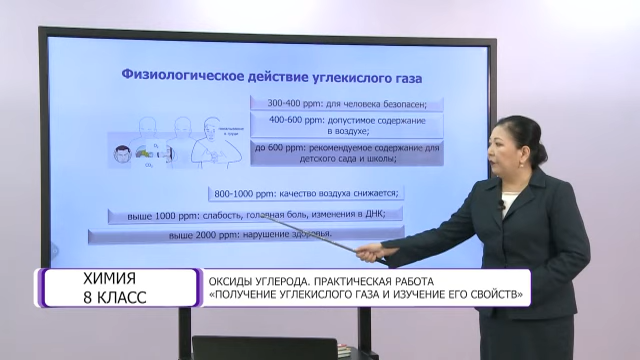 Физиологическое действие углекислого газа
300-400 ppm: для человека безопасен;
400-600 ppm: допустимое содержание
в воздухе;
до 600 ppm: рекомендуемое содержание для
детского сада и школы;
O₂
CO₂
800-1000 ppm: качество воздуха снижается;
выше 1000 ppm: слабость, головная боль, изменения в ДНК;
выше 2000 ppm: нарушение здоровья.
ХИМИЯ
8 КЛАСС
ОКСИДЫ УГЛЕРОДА. ПРАКТИЧЕСКАЯ РАБОТА
«ПОЛУЧЕНИЕ УГЛЕКИСЛОГО ГАЗА И ИЗУЧЕНИЕ ЕГО СВОЙСТВ»